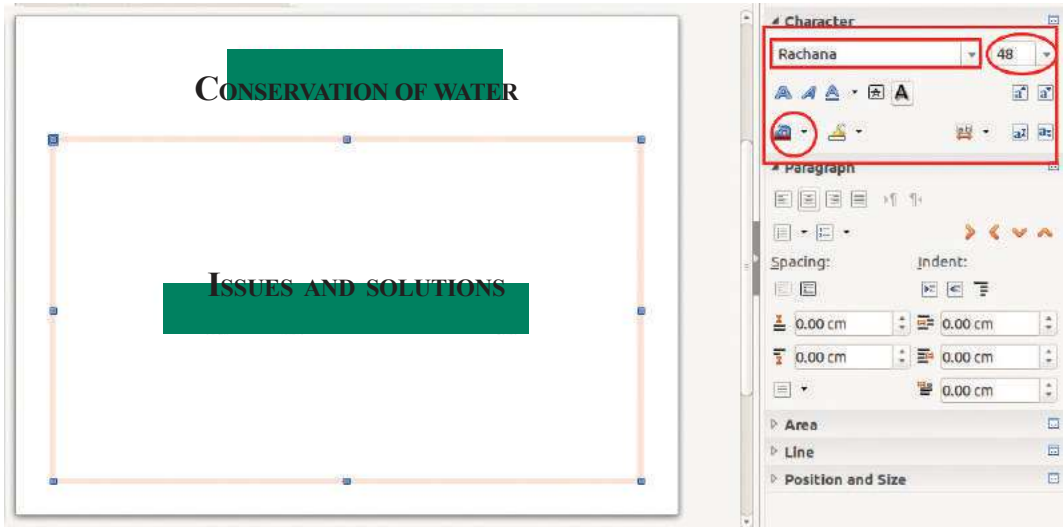 CONSERVATION OF WATER
ISSUES AND SOLUTIONS
Character
Rachana
48
Paragraph
Spacing:
Indent:
0.00 cm
0.00 cm
0.00 cm
0.00 cm
0.00 cm
Area
Line
Position and Size